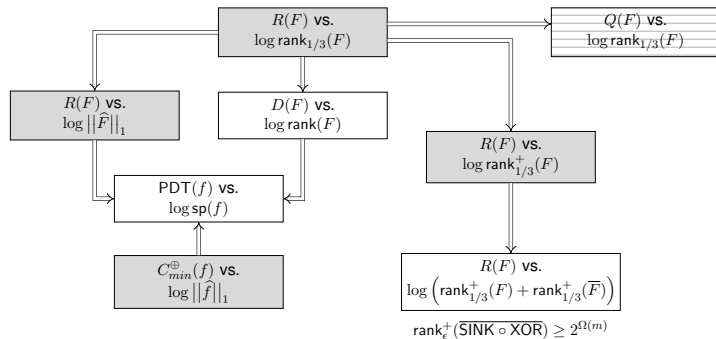 R(F) vs.
log rank_{1/3}(F)
Q(F) vs.
log rank_{1/3}(F)
R(F) vs.
log ||F̂||_1
D(F) vs.
log rank(F)
R(F) vs.
log rank^+_{1/3}(F)
PDT(f) vs.
log sp(f)
C^⊕_{min}(f) vs.
log ||f̂||_1
R(F) vs.
log (rank^+_{1/3}(F) + rank^+_{1/3}(F̅))
rank^+_ϵ(\overline{SINK ∘ XOR}) ≥ 2^{Ω(m)}